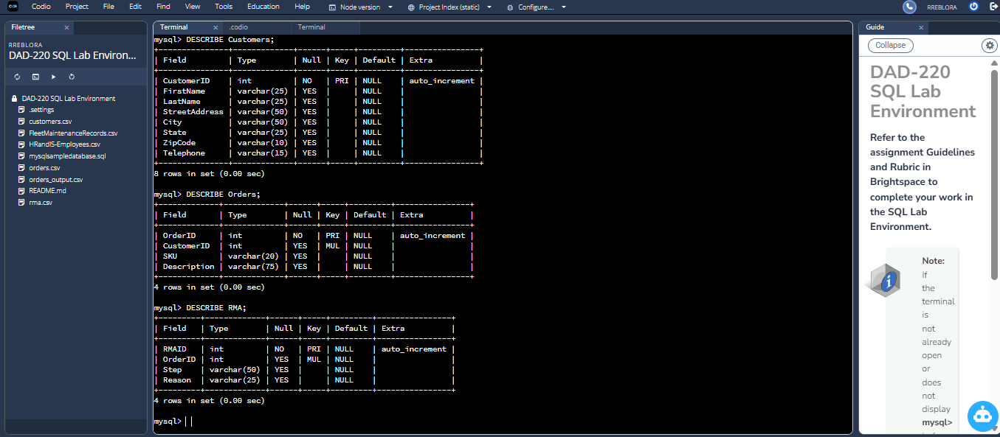 Codio Project File Edit Find View Tools Education Help Node version Project Index (static) Configure.... RREBLORA
Filetree ×
RREBLORA
DAD-220 SQL Lab Environ...
DAD-220 SQL Lab Environment
.settings
customers.csv
FleetMaintenanceRecords.csv
HRandIS-Employees.csv
mysqlsampledatabase.sql
orders.csv
orders_output.csv
README.md
rma.csv
Terminal × .codio Terminal
mysql> DESCRIBE Customers;
+---------------+-------------+------+-----+---------+----------------+
| Field         | Type        | Null | Key | Default | Extra          |
+---------------+-------------+------+-----+---------+----------------+
| CustomerID    | int         | NO   | PRI | NULL    | auto_increment |
| FirstName     | varchar(25) | YES  |     | NULL    |                |
| LastName      | varchar(25) | YES  |     | NULL    |                |
| StreetAddress | varchar(50) | YES  |     | NULL    |                |
| City          | varchar(50) | YES  |     | NULL    |                |
| State         | varchar(25) | YES  |     | NULL    |                |
| ZipCode       | varchar(10) | YES  |     | NULL    |                |
| Telephone     | varchar(15) | YES  |     | NULL    |                |
+---------------+-------------+------+-----+---------+----------------+
8 rows in set (0.00 sec)
mysql> DESCRIBE Orders;
+-------------+-------------+------+-----+---------+----------------+
| Field       | Type        | Null | Key | Default | Extra          |
+-------------+-------------+------+-----+---------+----------------+
| OrderID     | int         | NO   | PRI | NULL    | auto_increment |
| CustomerID  | int         | YES  | MUL | NULL    |                |
| SKU         | varchar(20) | YES  |     | NULL    |                |
| Description | varchar(75) | YES  |     | NULL    |                |
+-------------+-------------+------+-----+---------+----------------+
4 rows in set (0.00 sec)
mysql> DESCRIBE RMA;
+---------+-------------+------+-----+---------+----------------+
| Field   | Type        | Null | Key | Default | Extra          |
+---------+-------------+------+-----+---------+----------------+
| RMAID   | int         | NO   | PRI | NULL    | auto_increment |
| OrderID | int         | YES  | MUL | NULL    |                |
| Step    | varchar(50) | YES  |     | NULL    |                |
| Reason  | varchar(25) | YES  |     | NULL    |                |
+---------+-------------+------+-----+---------+----------------+
4 rows in set (0.00 sec)
mysql>
Guide ×
Collapse
DAD-220
SQL Lab
Environment
Refer to the
assignment Guidelines
and Rubric in
Brightspace to
complete your work in
the SQL Lab
Environment.
Note:
If
the
terminal
is
not
already
open
or
does
not
display
mysql>